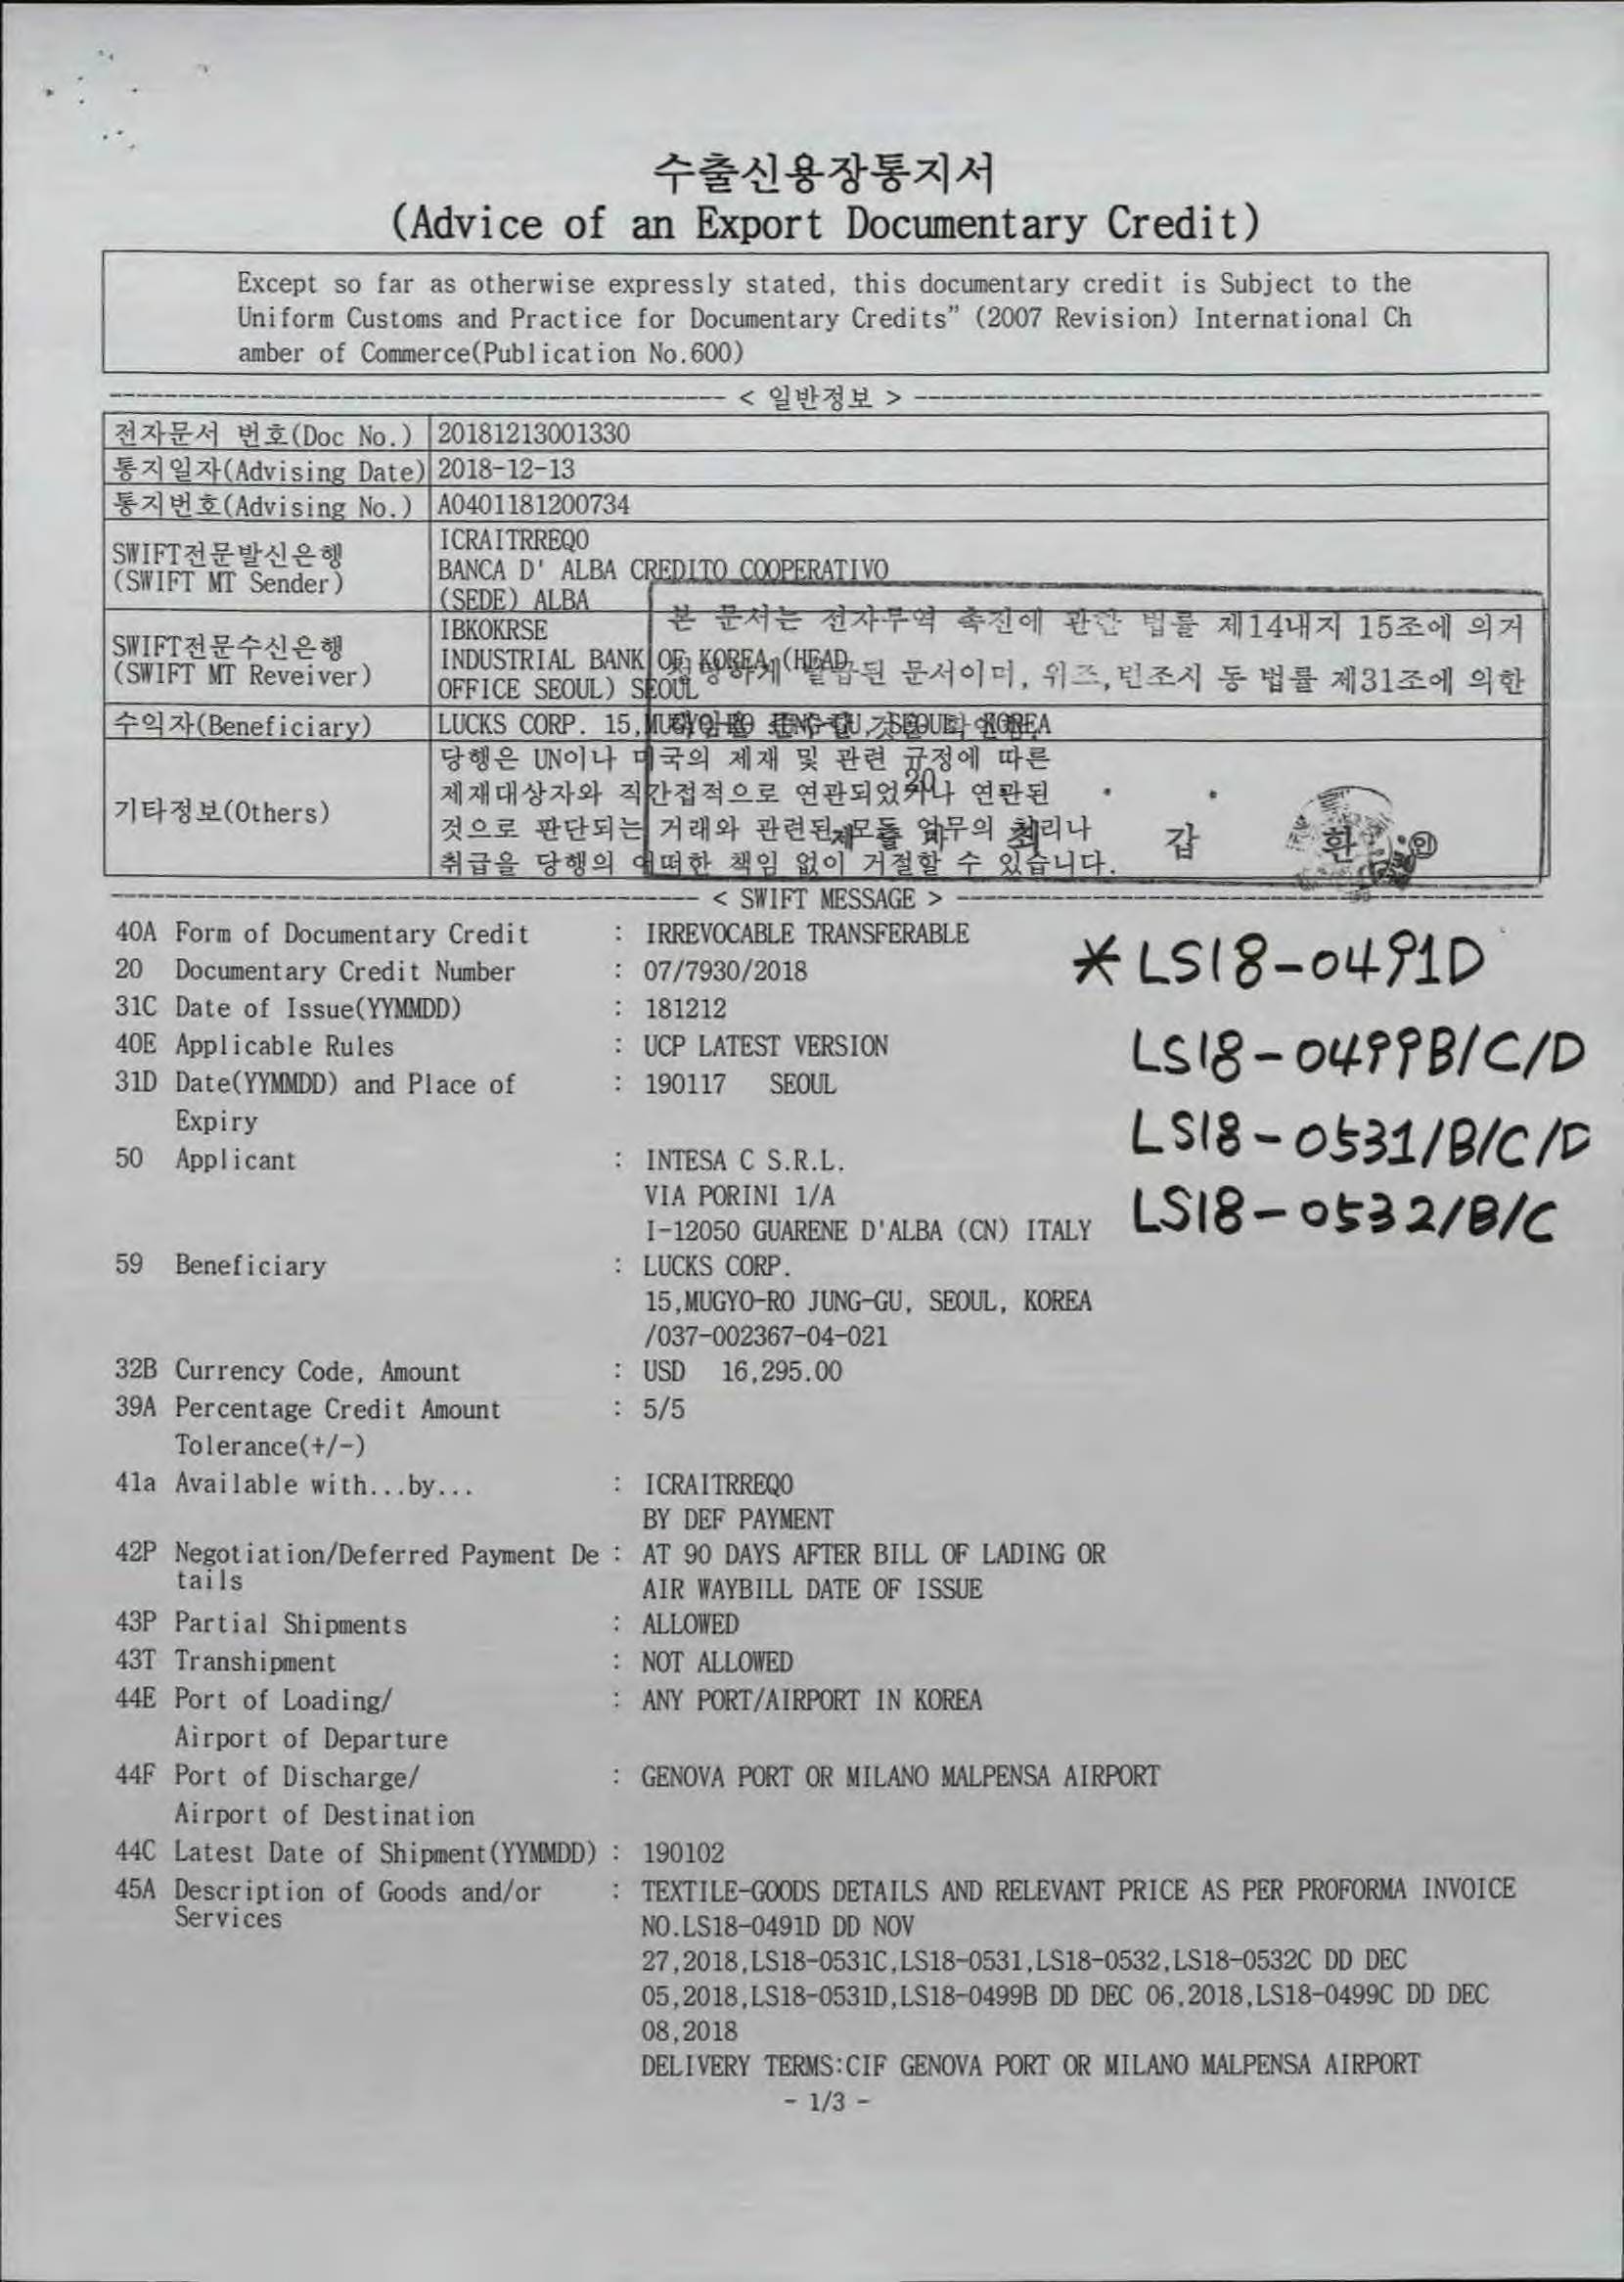 수출신용장통지서
(Advice of an Export Documentary Credit)
Except so far as otherwise expressly stated, this documentary credit is Subject to the
Uniform Customs and Practice for Documentary Credits" (2007 Revision) International Ch
amber of Commerce(Publication No.600)
< 일반정보 >
전자문서 번호(Doc No.) 20181213001330
통지일자(Advising Date) 2018-12-13
통지번호(Advising No.) A0401181200734
SWIFT전문발신은행
(SWIFT MT Sender)
ICRAITRREQO
BANCA D' ALBA CREDITO COOPERATIVO
(SEDE) ALBA
본 문서는 전자무역 촉진에 관한 법률 제14내지 15조에 의거
SWIFT전문수신은행
(SWIFT MT Reveiver)
IBKOKRSE
INDUSTRIAL BANK OF KOREA (HEAD
OFFICE SEOUL) SEOUL
발급된 문서이며, 위조,변조시 동 법률 제31조에 의한
수익자(Beneficiary) LUCKS CORP. 15,MUGYO-RO JUNG-GU, SEOUL, KOREA
기타정보(Others)
당행은 UN이나 미국의 제재 및 관련 규정에 따른
제재대상자와 직간접적으로 연관되었거나 연관된
것으로 판단되는 거래와 관련된 모든 업무의 처리나
취급을 당행의 어떠한 책임 없이 거절할 수 있습니다.
20 . .
갑 환 ㊞
< SWIFT MESSAGE >
40A Form of Documentary Credit : IRREVOCABLE TRANSFERABLE
*LS18-0491D
20 Documentary Credit Number : 07/7930/2018
31C Date of Issue(YYMMDD) : 181212
40E Applicable Rules : UCP LATEST VERSION
LS18-0499B/C/D
31D Date(YYMMDD) and Place of : 190117 SEOUL
Expiry
LS18-0531/B/C/D
50 Applicant : INTESA C S.R.L.
VIA PORINI 1/A
I-12050 GUARENE D'ALBA (CN) ITALY
LS18-0532/B/C
59 Beneficiary : LUCKS CORP.
15,MUGYO-RO JUNG-GU, SEOUL, KOREA
/037-002367-04-021
32B Currency Code, Amount : USD 16,295.00
39A Percentage Credit Amount : 5/5
Tolerance(+/-)
41a Available with...by... : ICRAITRREQO
BY DEF PAYMENT
42P Negotiation/Deferred Payment De : AT 90 DAYS AFTER BILL OF LADING OR
tails
AIR WAYBILL DATE OF ISSUE
43P Partial Shipments : ALLOWED
43T Transhipment : NOT ALLOWED
44E Port of Loading/ : ANY PORT/AIRPORT IN KOREA
Airport of Departure
44F Port of Discharge/ : GENOVA PORT OR MILANO MALPENSA AIRPORT
Airport of Destination
44C Latest Date of Shipment(YYMMDD) : 190102
45A Description of Goods and/or : TEXTILE-GOODS DETAILS AND RELEVANT PRICE AS PER PROFORMA INVOICE
Services
NO.LS18-0491D DD NOV
27,2018,LS18-0531C,LS18-0531,LS18-0532,LS18-0532C DD DEC
05,2018,LS18-0531D,LS18-0499B DD DEC 06,2018,LS18-0499C DD DEC
08,2018
DELIVERY TERMS:CIF GENOVA PORT OR MILANO MALPENSA AIRPORT
- 1/3 -